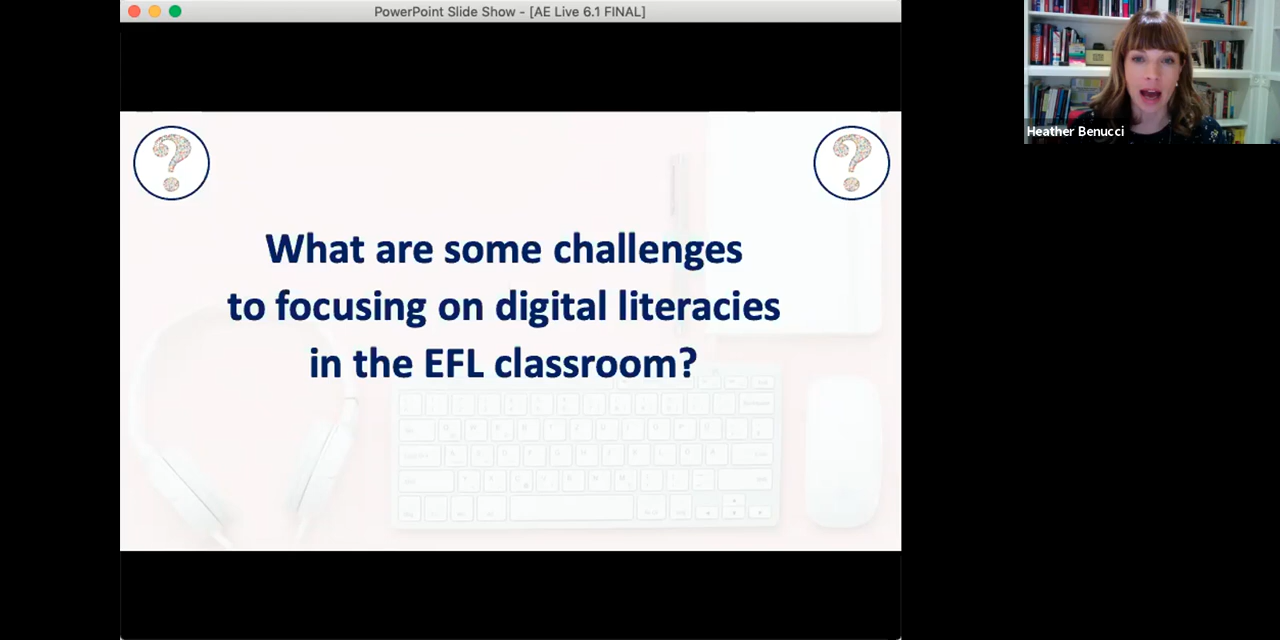 PowerPoint Slide Show - [AE Live 6.1 FINAL]
Heather Benucci
What are some challenges
to focusing on digital literacies
in the EFL classroom?